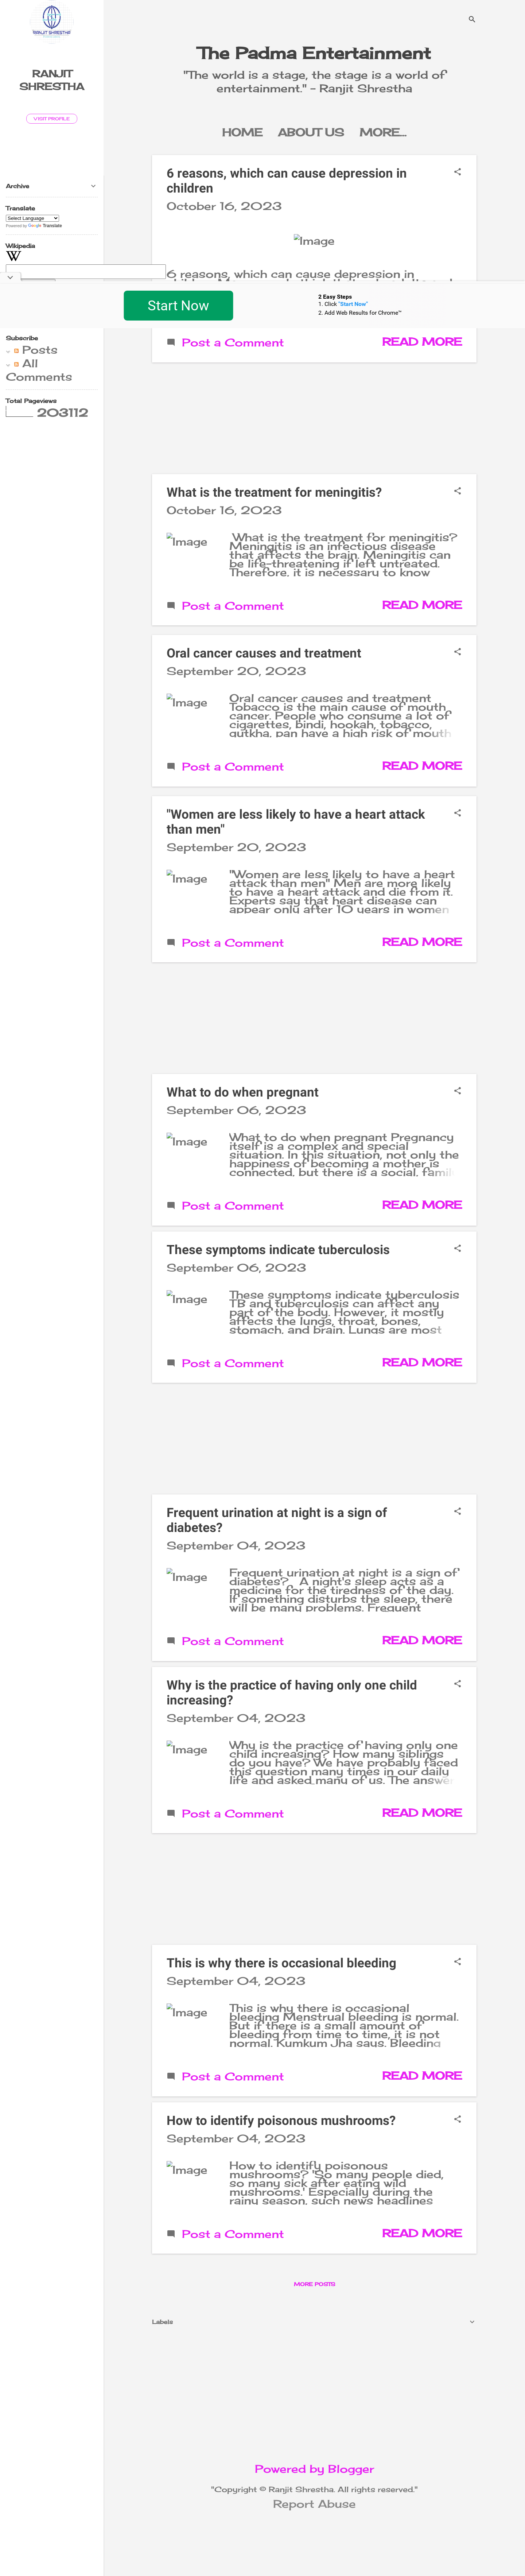 RANJIT SHRESTHA
RANJIT
SHRESTHA
VISIT PROFILE
Archive
Translate
Select Language
Powered by Google Translate
Wikipedia
Subscribe
Posts
All
Comments
Total Pageviews
203112
The Padma Entertainment
"The world is a stage, the stage is a world of
entertainment." - Ranjit Shrestha
HOME ABOUT US MORE…
6 reasons, which can cause depression in
children
October 16, 2023
Image
6 reasons, which can cause depression in
Start Now
2 Easy Steps
1. Click "Start Now"
2. Add Web Results for Chrome™
Post a Comment READ MORE
What is the treatment for meningitis?
October 16, 2023
Image
What is the treatment for meningitis?
Meningitis is an infectious disease
that affects the brain. Meningitis can
be life-threatening if left untreated.
Therefore, it is necessary to know
Post a Comment READ MORE
Oral cancer causes and treatment
September 20, 2023
Image
Oral cancer causes and treatment
Tobacco is the main cause of mouth
cancer. People who consume a lot of
cigarettes, bindi, hookah, tobacco,
gutkha, pan have a high risk of mouth
Post a Comment READ MORE
"Women are less likely to have a heart attack
than men"
September 20, 2023
Image
"Women are less likely to have a heart
attack than men" Men are more likely
to have a heart attack and die from it.
Experts say that heart disease can
appear only after 10 years in women
Post a Comment READ MORE
What to do when pregnant
September 06, 2023
Image
What to do when pregnant Pregnancy
itself is a complex and special
situation. In this situation, not only the
happiness of becoming a mother is
connected, but there is a social, family
Post a Comment READ MORE
These symptoms indicate tuberculosis
September 06, 2023
Image
These symptoms indicate tuberculosis
TB and tuberculosis can affect any
part of the body. However, it mostly
affects the lungs, throat, bones,
stomach, and brain. Lungs are most
Post a Comment READ MORE
Frequent urination at night is a sign of
diabetes?
September 04, 2023
Image
Frequent urination at night is a sign of
diabetes? A night's sleep acts as a
medicine for the tiredness of the day.
If something disturbs the sleep, there
will be many problems. Frequent
Post a Comment READ MORE
Why is the practice of having only one child
increasing?
September 04, 2023
Image
Why is the practice of having only one
child increasing? How many siblings
do you have? We have probably faced
this question many times in our daily
life and asked many of us. The answer
Post a Comment READ MORE
This is why there is occasional bleeding
September 04, 2023
Image
This is why there is occasional
bleeding Menstrual bleeding is normal.
But if there is a small amount of
bleeding from time to time, it is not
normal. Kumkum Jha says. Bleeding
Post a Comment READ MORE
How to identify poisonous mushrooms?
September 04, 2023
Image
How to identify poisonous
mushrooms? 'So many people died,
so many sick after eating wild
mushrooms.' Especially during the
rainy season, such news headlines
Post a Comment READ MORE
MORE POSTS
Labels
Powered by Blogger
"Copyright © Ranjit Shrestha. All rights reserved."
Report Abuse